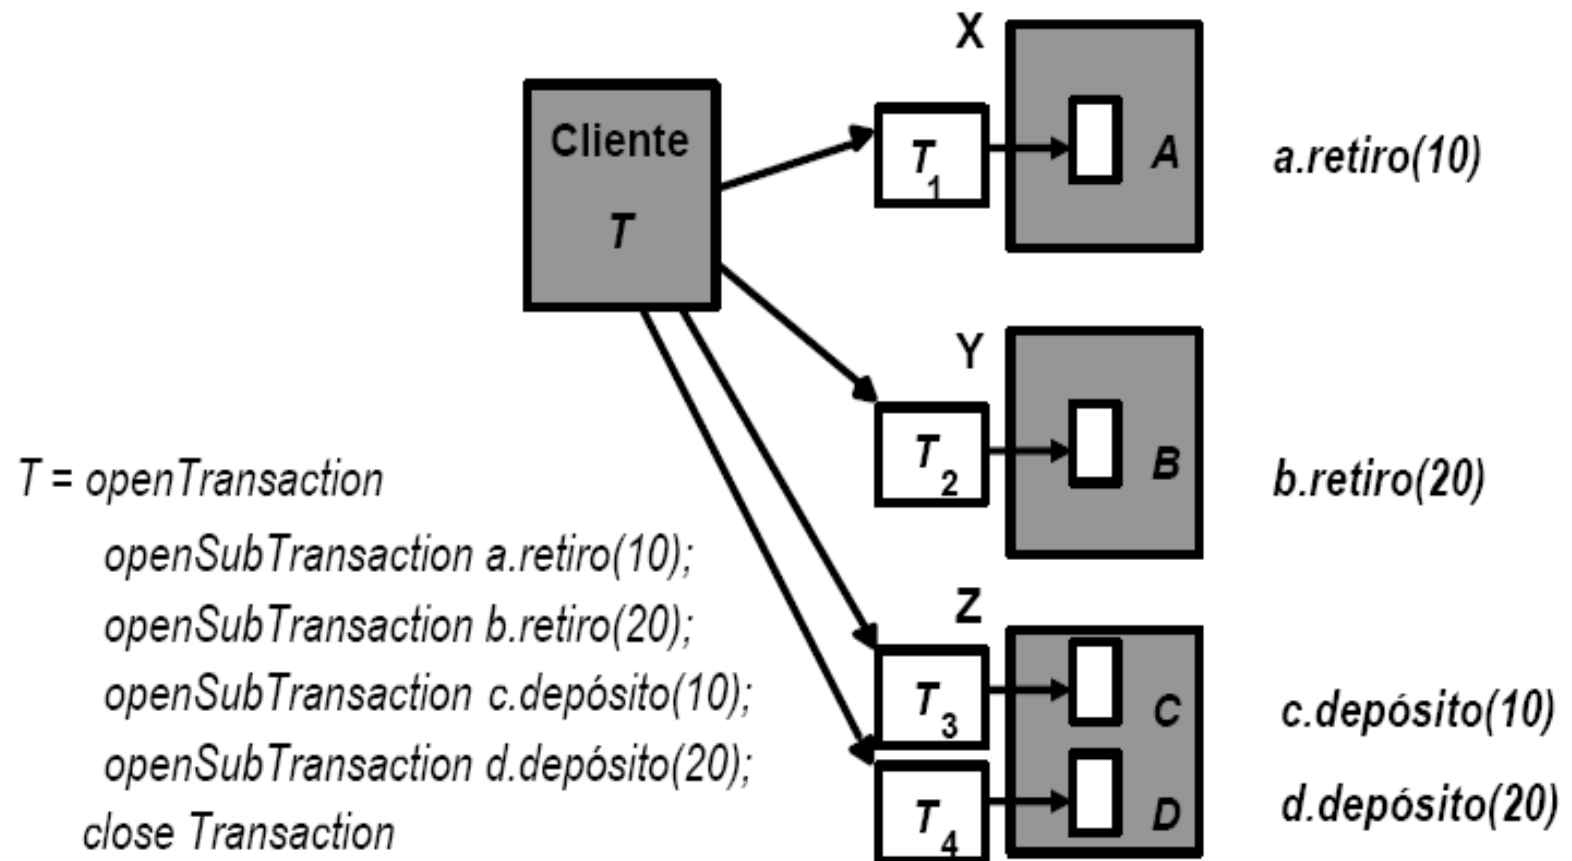 X
Cliente
T
T1
A
a.retiro(10)
Y
T2
B
b.retiro(20)
T = openTransaction
openSubTransaction a.retiro(10);
openSubTransaction b.retiro(20);
openSubTransaction c.depósito(10);
openSubTransaction d.depósito(20);
close Transaction
Z
T3
C
c.depósito(10)
T4
D
d.depósito(20)